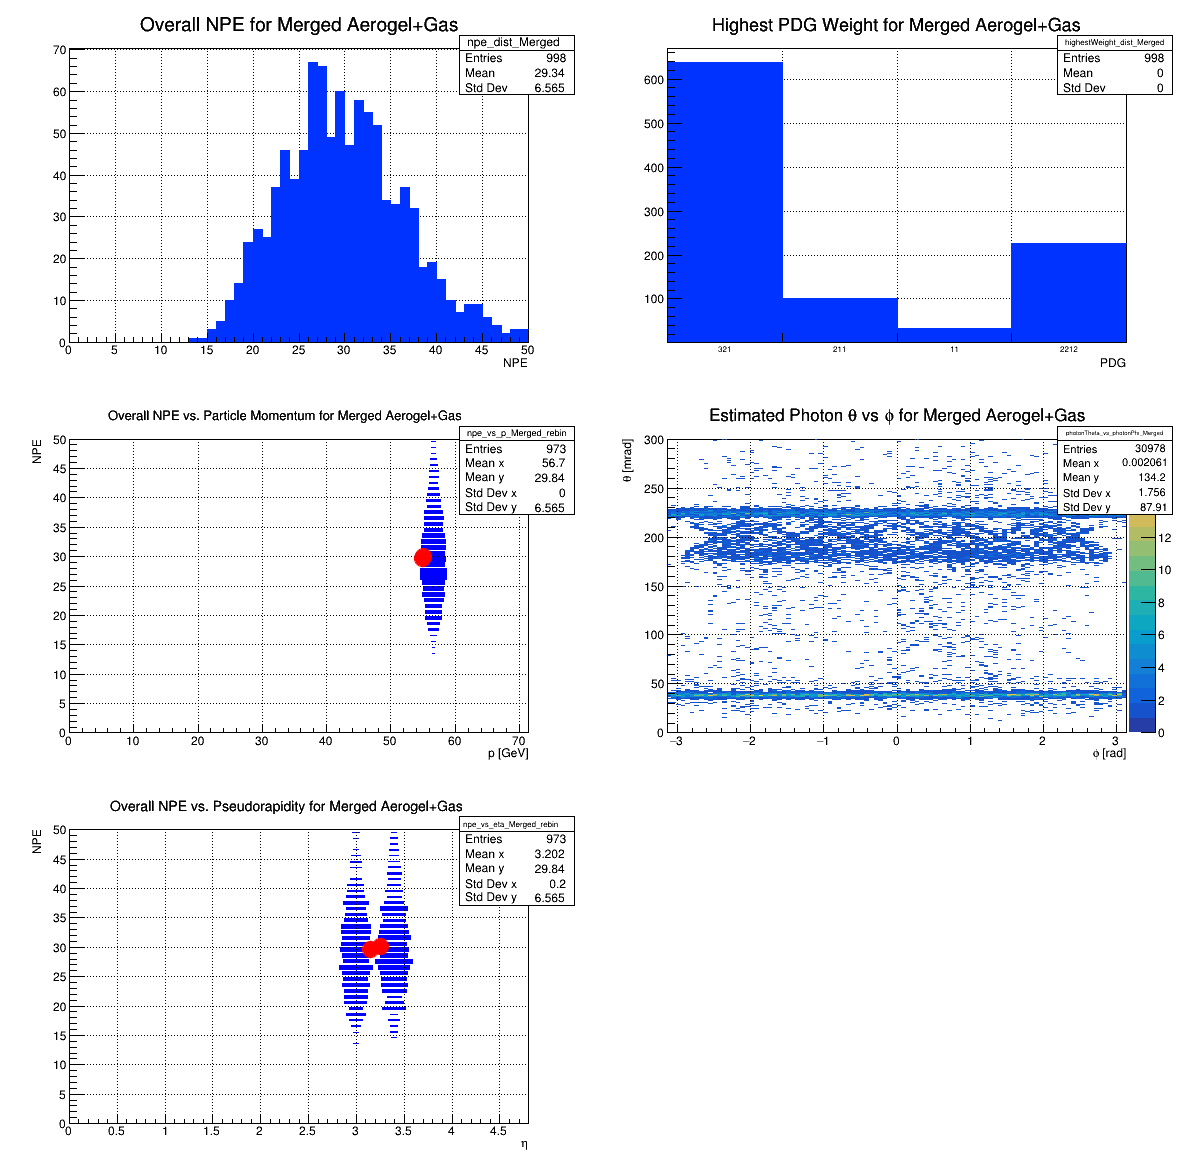 Overall NPE for Merged Aerogel+Gas
npe_dist_Merged
Entries 998
Mean 29.34
Std Dev 6.565
70
60
50
40
30
20
10
0
0 5 10 15 20 25 30 35 40 45 50
NPE
Highest PDG Weight for Merged Aerogel+Gas
highestWeight_dist_Merged
Entries 998
Mean 0
Std Dev 0
600
500
400
300
200
100
321 211 11 2212
PDG
Overall NPE vs. Particle Momentum for Merged Aerogel+Gas
NPE
npe_vs_p_Merged_rebin
Entries 973
Mean x 56.7
Mean y 29.84
Std Dev x 0
Std Dev y 6.565
50
45
40
35
30
25
20
15
10
5
0
0 10 20 30 40 50 60 70
p [GeV]
Estimated Photon θ vs ϕ for Merged Aerogel+Gas
θ [mrad]
photonTheta_vs_photonPhi_Merged
Entries 30978
Mean x 0.002061
Mean y 134.2
Std Dev x 1.756
Std Dev y 87.91
300
250
200
150
100
50
0
12
10
8
6
4
2
0
−3 −2 −1 0 1 2 3
ϕ [rad]
Overall NPE vs. Pseudorapidity for Merged Aerogel+Gas
NPE
npe_vs_eta_Merged_rebin
Entries 973
Mean x 3.202
Mean y 29.84
Std Dev x 0.2
Std Dev y 6.565
50
45
40
35
30
25
20
15
10
5
0
0 0.5 1 1.5 2 2.5 3 3.5 4 4.5
η